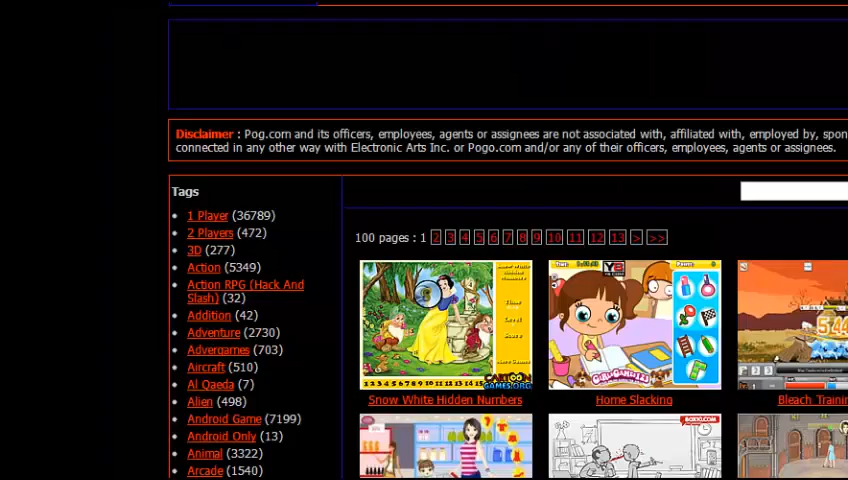 Disclaimer : Pog.com and its officers, employees, agents or assignees are not associated with, affiliated with, employed by, spon
connected in any other way with Electronic Arts Inc. or Pogo.com and/or any of their officers, employees, agents or assignees.
Tags
1 Player (36789)
2 Players (472)
3D (277)
Action (5349)
Action RPG (Hack And
Slash) (32)
Addition (42)
Adventure (2730)
Advergames (703)
Aircraft (510)
Al Qaeda (7)
Alien (498)
Android Game (7199)
Android Only (13)
Animal (3322)
Arcade (1540)
100 pages : 1 2 3 4 5 6 7 8 9 10 11 12 13 > >>
Snow White Hidden Numbers
Home Slacking
Bleach Trainin